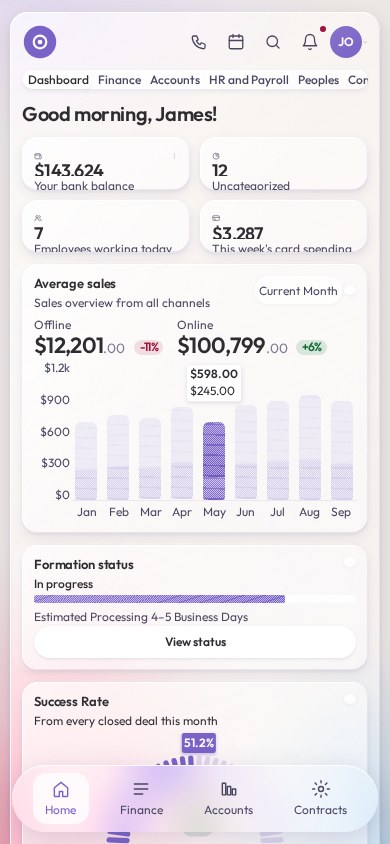 JO
Dashboard Finance Accounts HR and Payroll Peoples Con
Good morning, James!
$143,624
Your bank balance
12
Uncategorized
7
Employees working today
$3,287
This week's card spending
Average sales
Current Month
Sales overview from all channels
Offline
$12,201.00 -11%
Online
$100,799.00 +6%
$1.2k
$900
$600
$300
$0
$598.00
$245.00
Jan Feb Mar Apr May Jun Jul Aug Sep
Formation status
In progress
Estimated Processing 4–5 Business Days
View status
Success Rate
From every closed deal this month
51.2%
Home Finance Accounts Contracts